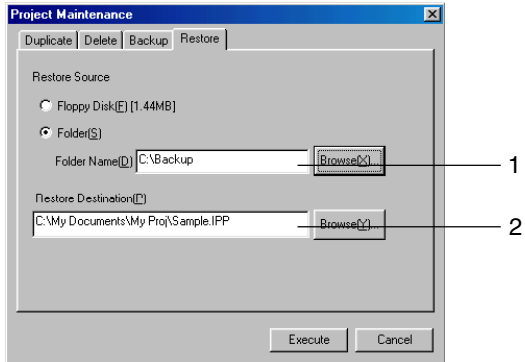 Project Maintenance
Duplicate Delete Backup Restore
Restore Source
Floppy Disk(F) [1.44MB]
Folder(S)
Folder Name(D) C:\Backup Browse(X)... 1
Restore Destination(P)
C:\My Documents\My Proj\Sample.IPP Browse(Y)... 2
Execute Cancel